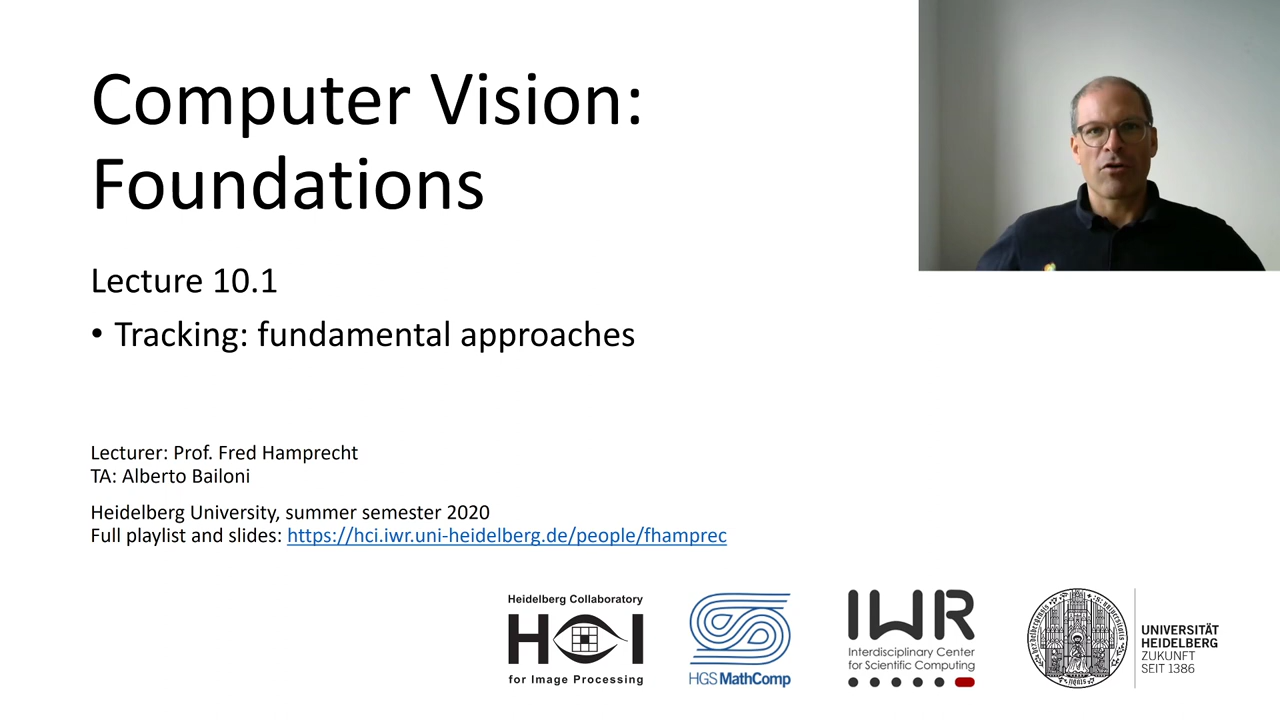 Computer Vision:
Foundations
Lecture 10.1
• Tracking: fundamental approaches
Lecturer: Prof. Fred Hamprecht
TA: Alberto Bailoni
Heidelberg University, summer semester 2020
Full playlist and slides: https://hci.iwr.uni-heidelberg.de/people/fhamprec
Heidelberg Collaboratory
HCI
for Image Processing
HGS MathComp
IWR
Interdisciplinary Center
for Scientific Computing
UNIVERSITÄT
HEIDELBERG
ZUKUNFT
SEIT 1386